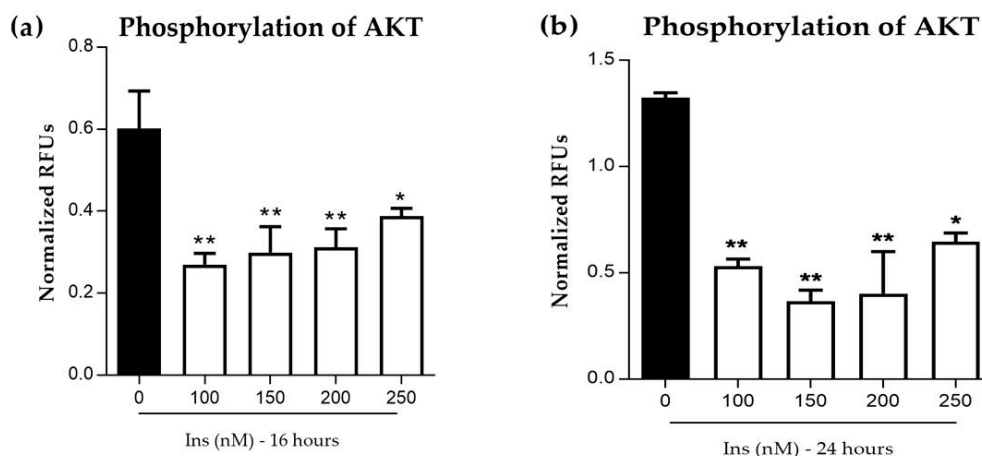 (a) Phosphorylation of AKT
Normalized RFUs
0.8
0.6
0.4
0.2
0.0
** ** ** *
0 100 150 200 250
Ins (nM) - 16 hours
(b) Phosphorylation of AKT
Normalized RFUs
1.5
1.0
0.5
0.0
** ** ** *
0 100 150 200 250
Ins (nM) - 24 hours